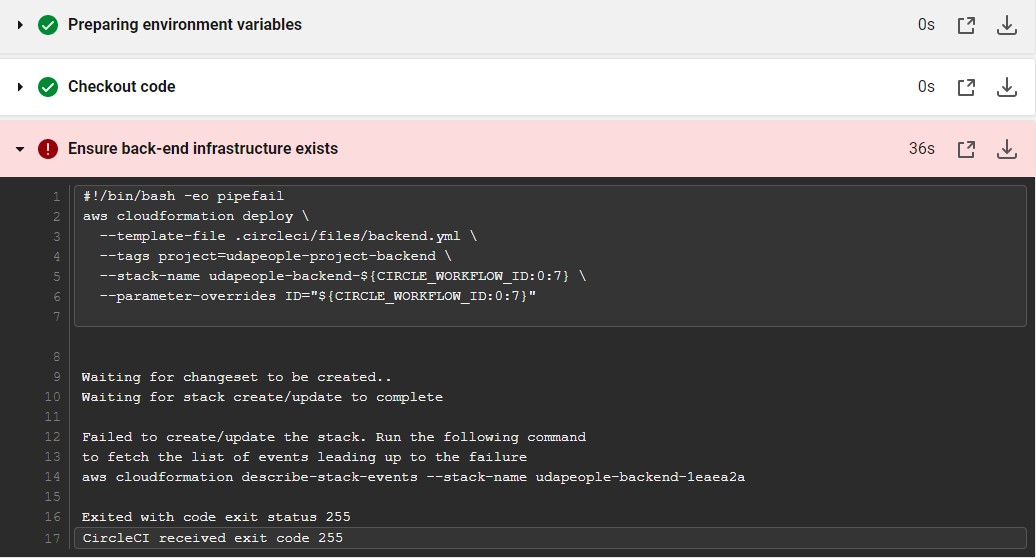 Preparing environment variables 0s
Checkout code 0s
Ensure back-end infrastructure exists 36s
1 #!/bin/bash -eo pipefail
2 aws cloudformation deploy \
3 --template-file .circleci/files/backend.yml \
4 --tags project=udapeople-project-backend \
5 --stack-name udapeople-backend-${CIRCLE_WORKFLOW_ID:0:7} \
6 --parameter-overrides ID="${CIRCLE_WORKFLOW_ID:0:7}"
7
8
9 Waiting for changeset to be created..
10 Waiting for stack create/update to complete
11
12 Failed to create/update the stack. Run the following command
13 to fetch the list of events leading up to the failure
14 aws cloudformation describe-stack-events --stack-name udapeople-backend-1eaea2a
15
16 Exited with code exit status 255
17 CircleCI received exit code 255